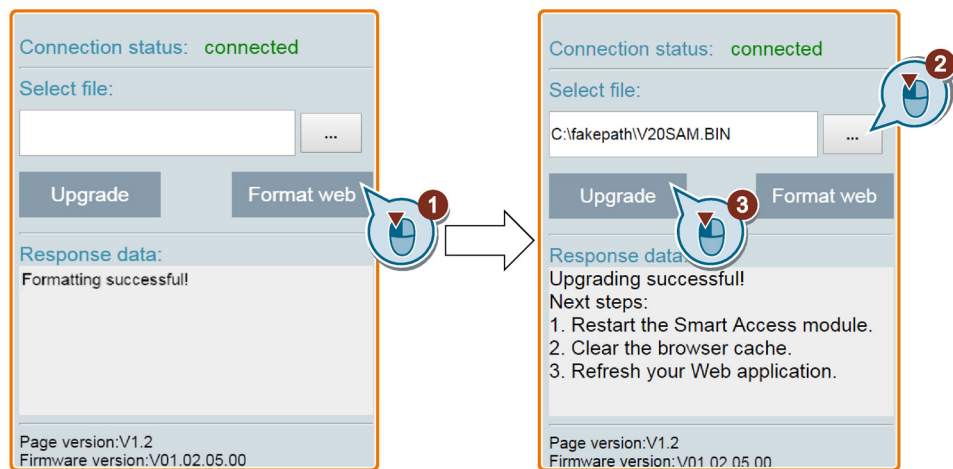 Connection status: connected
Select file:
...
Upgrade
Format web
1
Response data:
Formatting successful!
Page version:V1.2
Firmware version:V01.02.05.00
Connection status: connected
2
Select file:
C:\fakepath\V20SAM.BIN
...
Upgrade
3
Format web
Response data:
Upgrading successful!
Next steps:
1. Restart the Smart Access module.
2. Clear the browser cache.
3. Refresh your Web application.
Page version:V1.2
Firmware version:V01.02.05.00